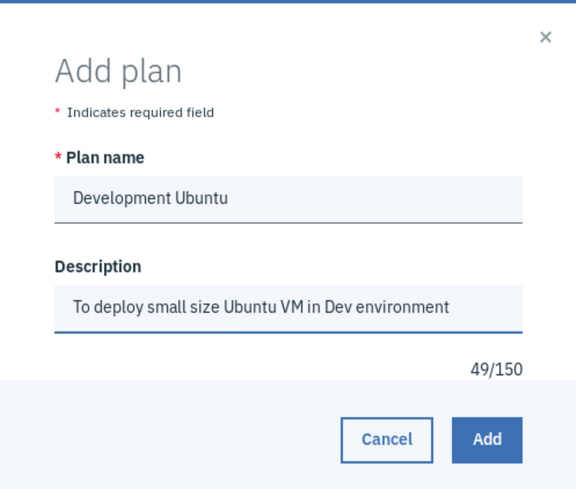 ×
Add plan
* Indicates required field
* Plan name
Development Ubuntu
Description
To deploy small size Ubuntu VM in Dev environment
49/150
Cancel
Add